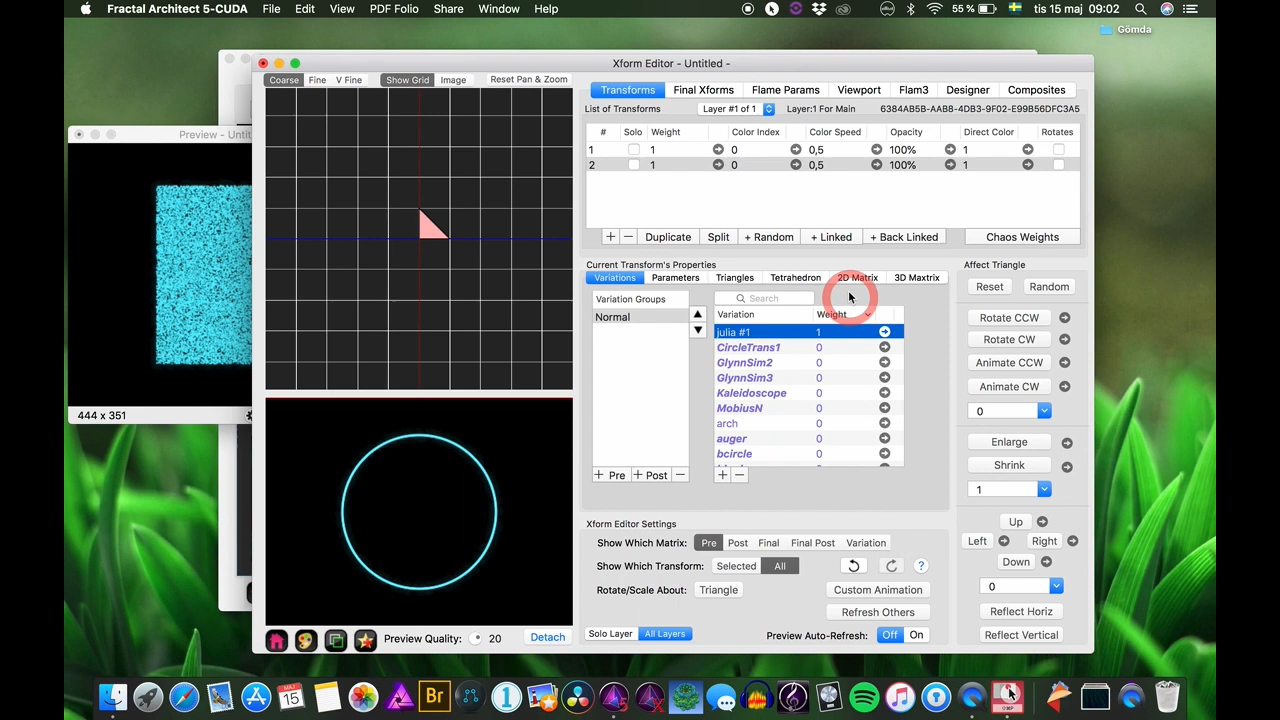 Fractal Architect 5-CUDA File Edit View PDF Folio Share Window Help 55 % tis 15 maj 09:02
Gömda
Xform Editor - Untitled -
Coarse Fine V Fine Show Grid Image Reset Pan & Zoom
Transforms Final Xforms Flame Params Viewport Flam3 Designer Composites
List of Transforms Layer #1 of 1 Layer:1 For Main 6384AB5B-AAB8-4DB3-9F02-E99B56DFC3A5
# Solo Weight Color Index Color Speed Opacity Direct Color Rotates
1 1 0 0,5 100% 1
2 1 0 0,5 100% 1
+ − Duplicate Split + Random + Linked + Back Linked Chaos Weights
Preview - Untit
444 x 351
Current Transform's Properties Affect Triangle
Variations Parameters Triangles Tetrahedron 2D Matrix 3D Maxtrix
Variation Groups
Normal
+ Pre + Post −
Search
Variation Weight
julia #1 1
CircleTrans1 0
GlynnSim2 0
GlynnSim3 0
Kaleidoscope 0
MobiusN 0
arch 0
auger 0
bcircle 0
+ −
Reset Random
Rotate CCW
Rotate CW
Animate CCW
Animate CW
0
Enlarge
Shrink
1
Up
Left Right
Down
0
Reflect Horiz
Reflect Vertical
Xform Editor Settings
Show Which Matrix: Pre Post Final Final Post Variation
Show Which Transform: Selected All ?
Rotate/Scale About: Triangle Custom Animation
Refresh Others
Solo Layer All Layers Preview Auto-Refresh: Off On
Preview Quality: 20 Detach
MAJ
15
Br
1
5
X